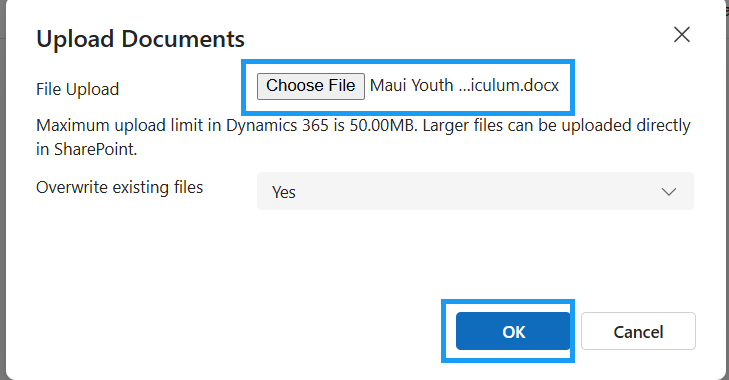 Upload Documents
File Upload
Choose File Maui Youth ...iculum.docx
Maximum upload limit in Dynamics 365 is 50.00MB. Larger files can be uploaded directly
in SharePoint.
Overwrite existing files
Yes
OK
Cancel